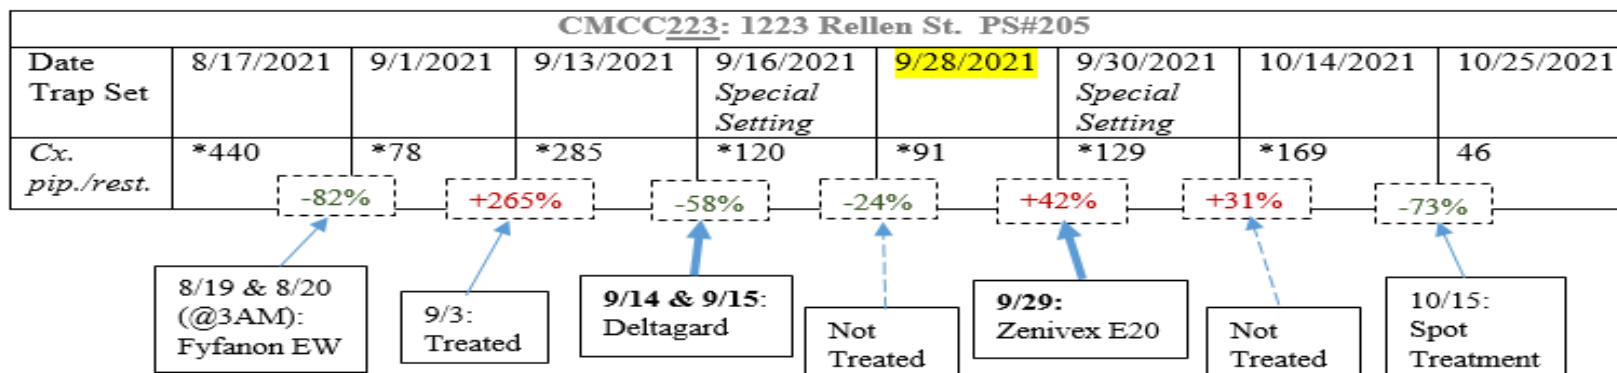 CMCC223: 1223 Rellen St. PS#205
Date Trap Set 8/17/2021 9/1/2021 9/13/2021 9/16/2021 Special Setting 9/28/2021 9/30/2021 Special Setting 10/14/2021 10/25/2021
Cx. pip./rest. *440 *78 *285 *120 *91 *129 *169 46
-82% +265% -58% -24% +42% +31% -73%
8/19 & 8/20
(@3AM):
Fyfanon EW
9/3:
Treated
9/14 & 9/15:
Deltagard
Not
Treated
9/29:
Zenivex E20
Not
Treated
10/15:
Spot
Treatment